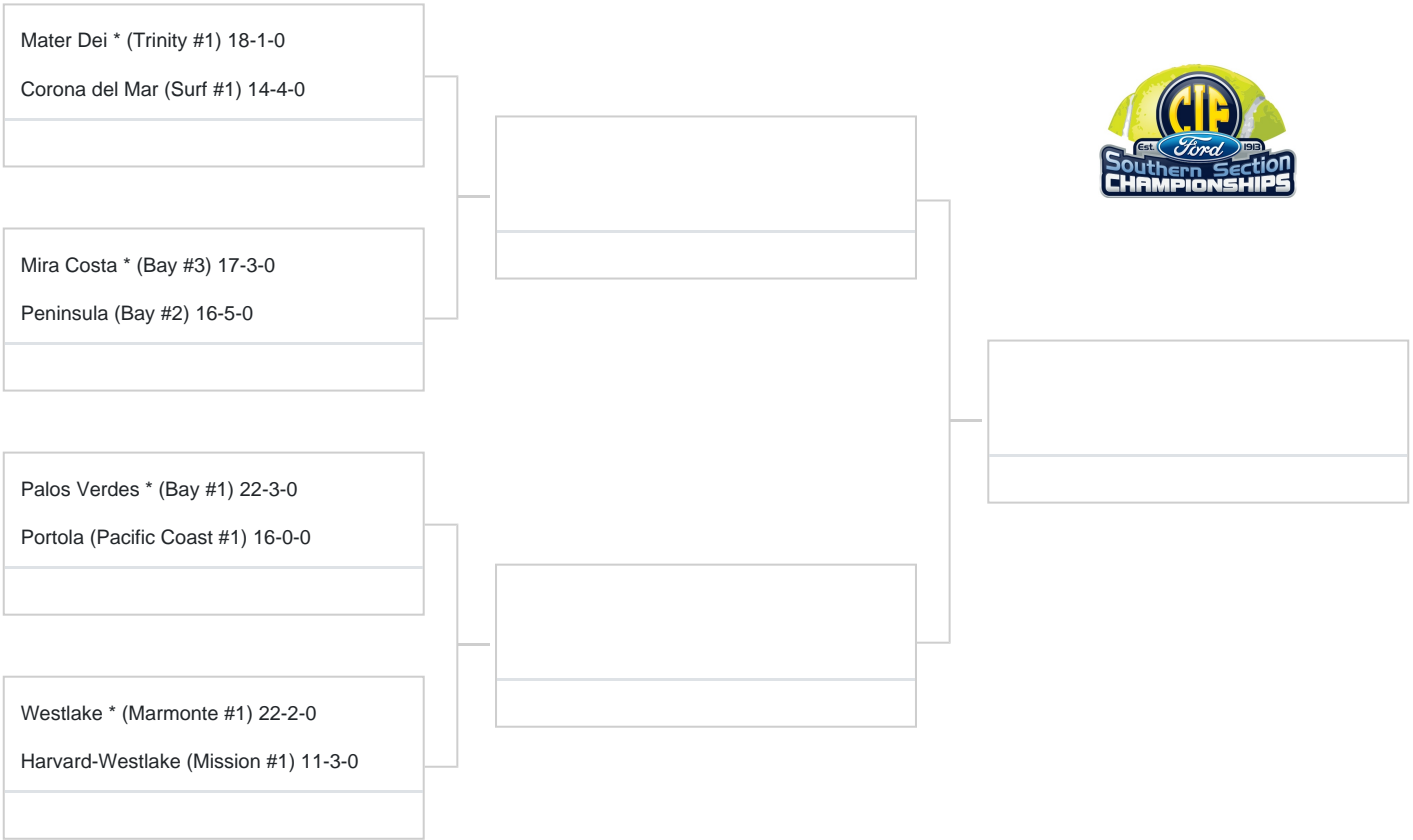 Mater Dei * (Trinity #1) 18-1-0
Corona del Mar (Surf #1) 14-4-0
Mira Costa * (Bay #3) 17-3-0
Peninsula (Bay #2) 16-5-0
Palos Verdes * (Bay #1) 22-3-0
Portola (Pacific Coast #1) 16-0-0
Westlake * (Marmonte #1) 22-2-0
Harvard-Westlake (Mission #1) 11-3-0
CIF
Est. Ford 1913
Southern Section
CHAMPIONSHIPS